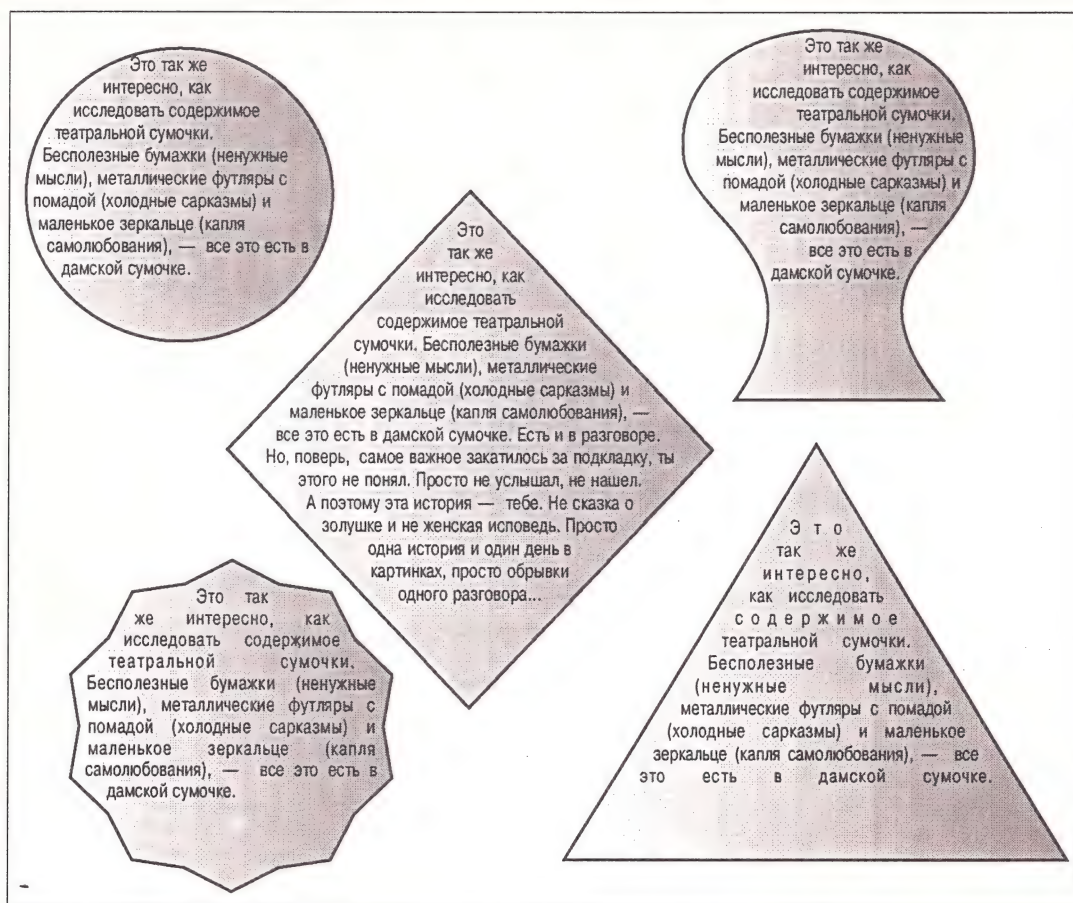 Это так же
интересно, как
исследовать содержимое
театральной сумочки.
Бесполезные бумажки (ненужные
мысли), металлические футляры с
помадой (холодные сарказмы) и
маленькое зеркальце (капля
самолюбования), — все это есть в
дамской сумочке.
Это так же
интересно, как
исследовать содержимое
театральной сумочки.
Бесполезные бумажки (ненужные
мысли), металлические футляры с
помадой (холодные сарказмы) и
маленькое зеркальце (капля
самолюбования), —
все это есть в
дамской сумочке.
Это
так же
интересно, как
исследовать
содержимое театральной
сумочки. Бесполезные бумажки
(ненужные мысли), металлические
футляры с помадой (холодные сарказмы) и
маленькое зеркальце (капля самолюбования), —
все это есть в дамской сумочке. Есть и в разговоре.
Но, поверь, самое важное закатилось за подкладку, ты
этого не понял. Просто не услышал, не нашел.
А поэтому эта история — тебе. Не сказка о
золушке и не женская исповедь. Просто
одна история и один день в
картинках, просто обрывки
одного разговора...
Это так
же интересно, как
исследовать содержимое
театральной сумочки.
Бесполезные бумажки (ненужные
мысли), металлические футляры с
помадой (холодные сарказмы) и
маленькое зеркальце (капля
самолюбования), — все это есть в
дамской сумочке.
Это
так же
интересно,
как исследовать
содержимое
театральной сумочки.
Бесполезные бумажки
(ненужные мысли),
металлические футляры с помадой
(холодные сарказмы) и маленькое
зеркальце (капля самолюбования), — все
это есть в дамской сумочке.